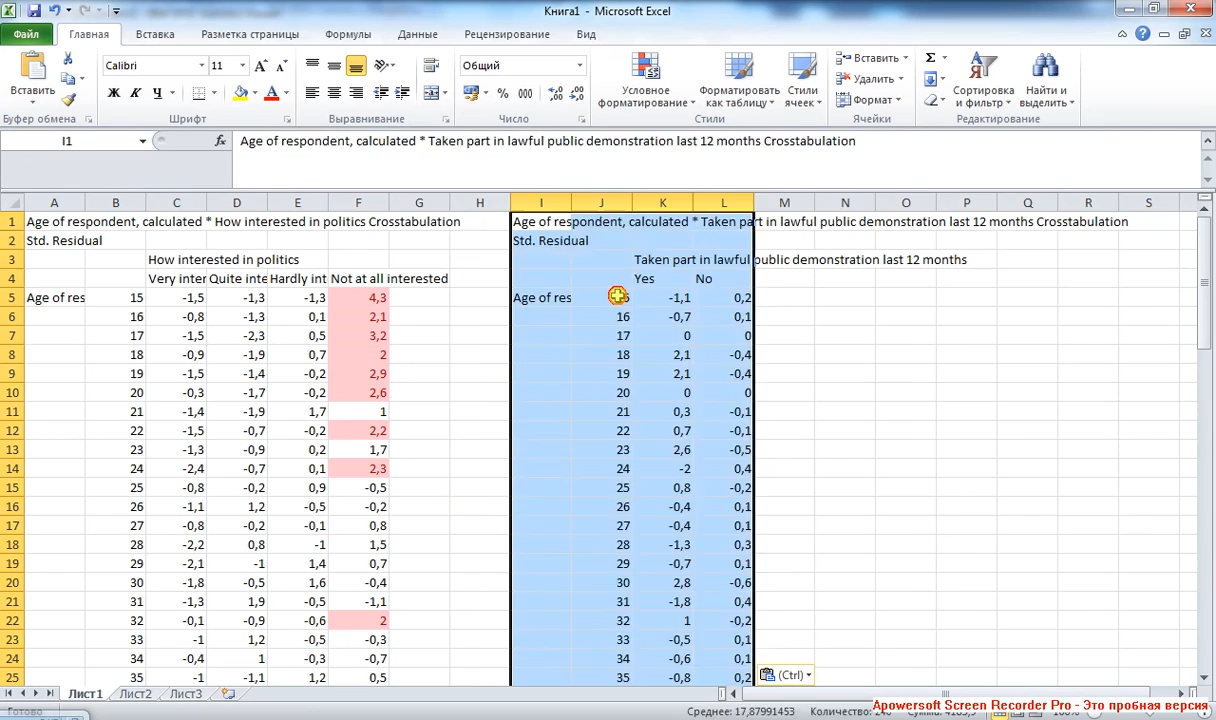 Книга1 - Microsoft Excel
Файл Главная Вставка Разметка страницы Формулы Данные Рецензирование Вид
Calibri 11 Общий
Вставить Ж К Ч % 000 Условное форматирование Форматировать как таблицу Стили ячеек Вставить Удалить Формат Сортировка и фильтр Найти и выделить
Буфер обмена Шрифт Выравнивание Число Стили Ячейки Редактирование
I1 fx Age of respondent, calculated * Taken part in lawful public demonstration last 12 months Crosstabulation
A B C D E F G H I J K L M N O P Q R S
1 Age of respondent, calculated * How interested in politics Crosstabulation Age of respondent, calculated * Taken part in lawful public demonstration last 12 months Crosstabulation
2 Std. Residual Std. Residual
3 How interested in politics Taken part in lawful public demonstration last 12 months
4 Very inter Quite inte Hardly int Not at all interested Yes No
5 Age of res 15 -1,5 -1,3 -1,3 4,3 Age of res -1,1 0,2
6 16 -0,8 -1,3 0,1 2,1 16 -0,7 0,1
7 17 -1,5 -2,3 0,5 3,2 17 0 0
8 18 -0,9 -1,9 0,7 2 18 2,1 -0,4
9 19 -1,5 -1,4 -0,2 2,9 19 2,1 -0,4
10 20 -0,3 -1,7 -0,2 2,6 20 0 0
11 21 -1,4 -1,9 1,7 1 21 0,3 -0,1
12 22 -1,5 -0,7 -0,2 2,2 22 0,7 -0,1
13 23 -1,3 -0,9 0,2 1,7 23 2,6 -0,5
14 24 -2,4 -0,7 0,1 2,3 24 -2 0,4
15 25 -0,8 -0,2 0,9 -0,5 25 0,8 -0,2
16 26 -1,1 1,2 -0,5 -0,2 26 -0,4 0,1
17 27 -0,8 -0,2 -0,1 0,8 27 -0,4 0,1
18 28 -2,2 0,8 -1 1,5 28 -1,3 0,3
19 29 -2,1 -1 1,4 0,7 29 -0,7 0,1
20 30 -1,8 -0,5 1,6 -0,4 30 2,8 -0,6
21 31 -1,3 1,9 -0,5 -1,1 31 -1,8 0,4
22 32 -0,1 -0,9 -0,6 2 32 1 -0,2
23 33 -1 1,2 -0,5 -0,3 33 -0,5 0,1
24 34 -0,4 1 -0,3 -0,7 34 -0,6 0,1
25 35 -1 -1,1 1,2 0,5 35 -0,8 0,2
(Ctrl)
Лист1 Лист2 Лист3
Готово Среднее: 17,87991453
Apowersoft Screen Recorder Pro - Это пробная версия